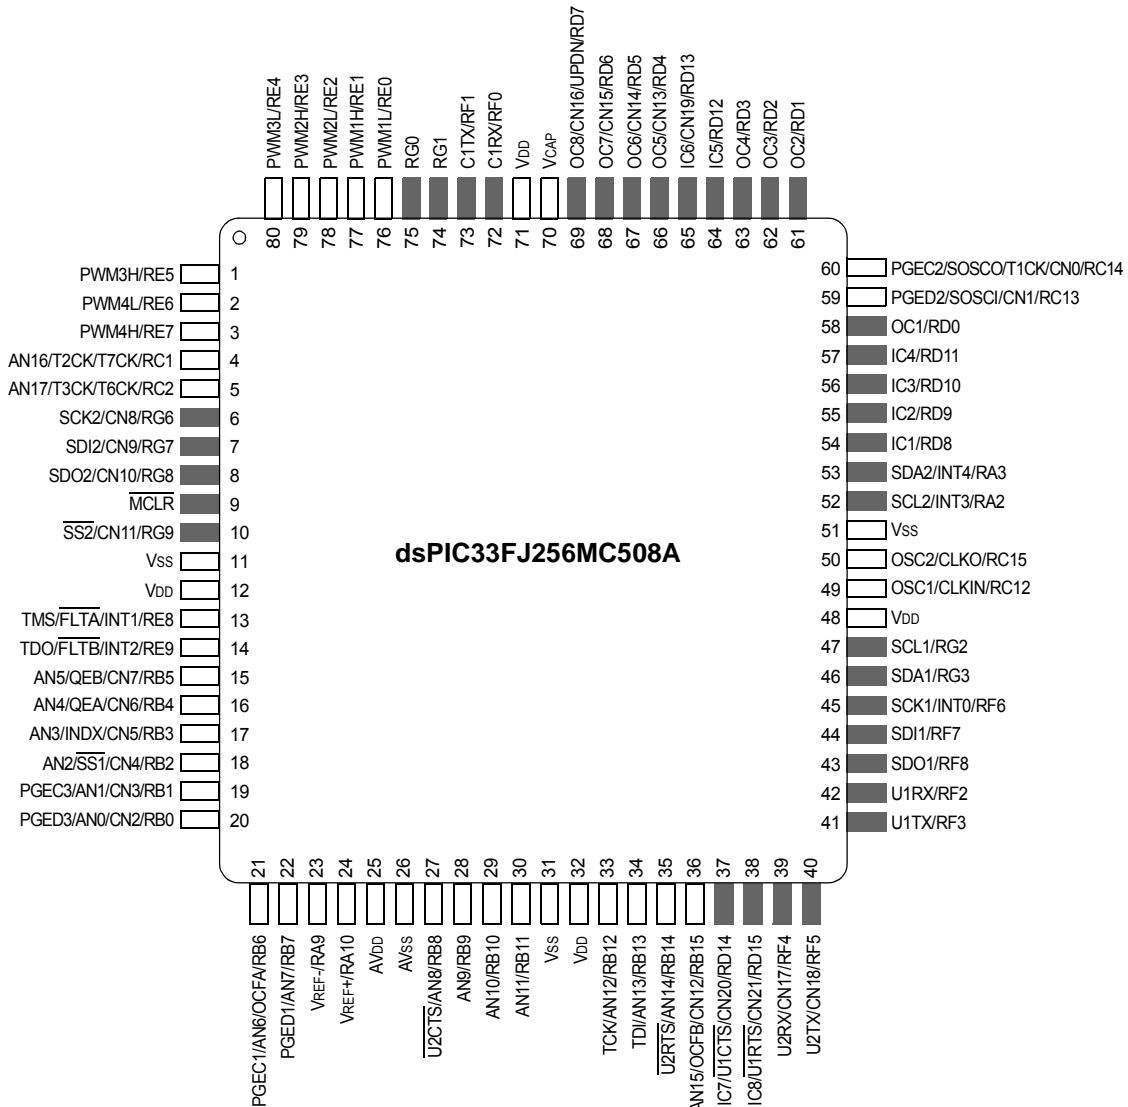 PWM3L/RE4
PWM2H/RE3
PWM2L/RE2
PWM1H/RE1
PWM1L/RE0
RG0
RG1
C1TX/RF1
C1RX/RF0
VDD
VCAP
OC8/CN16/UPDN/RD7
OC7/CN15/RD6
OC6/CN14/RD5
OC5/CN13/RD4
IC6/CN19/RD13
IC5/RD12
OC4/RD3
OC3/RD2
OC2/RD1
80
79
78
77
76
75
74
73
72
71
70
69
68
67
66
65
64
63
62
61
PWM3H/RE5 1
PWM4L/RE6 2
PWM4H/RE7 3
AN16/T2CK/T7CK/RC1 4
AN17/T3CK/T6CK/RC2 5
SCK2/CN8/RG6 6
SDI2/CN9/RG7 7
SDO2/CN10/RG8 8
MCLR 9
SS2/CN11/RG9 10
VSS 11
VDD 12
TMS/FLTA/INT1/RE8 13
TDO/FLTB/INT2/RE9 14
AN5/QEB/CN7/RB5 15
AN4/QEA/CN6/RB4 16
AN3/INDX/CN5/RB3 17
AN2/SS1/CN4/RB2 18
PGEC3/AN1/CN3/RB1 19
PGED3/AN0/CN2/RB0 20
dsPIC33FJ256MC508A
60 PGEC2/SOSCO/T1CK/CN0/RC14
59 PGED2/SOSCI/CN1/RC13
58 OC1/RD0
57 IC4/RD11
56 IC3/RD10
55 IC2/RD9
54 IC1/RD8
53 SDA2/INT4/RA3
52 SCL2/INT3/RA2
51 VSS
50 OSC2/CLKO/RC15
49 OSC1/CLKIN/RC12
48 VDD
47 SCL1/RG2
46 SDA1/RG3
45 SCK1/INT0/RF6
44 SDI1/RF7
43 SDO1/RF8
42 U1RX/RF2
41 U1TX/RF3
21
22
23
24
25
26
27
28
29
30
31
32
33
34
35
36
37
38
39
40
PGEC1/AN6/OCFA/RB6
PGED1/AN7/RB7
VREF-/RA9
VREF+/RA10
AVDD
AVSS
U2CTS/AN8/RB8
AN9/RB9
AN10/RB10
AN11/RB11
VSS
VDD
TCK/AN12/RB12
TDI/AN13/RB13
U2RTS/AN14/RB14
AN15/OCFB/CN12/RB15
IC7/U1CTS/CN20/RD14
IC8/U1RTS/CN21/RD15
U2RX/CN17/RF4
U2TX/CN18/RF5